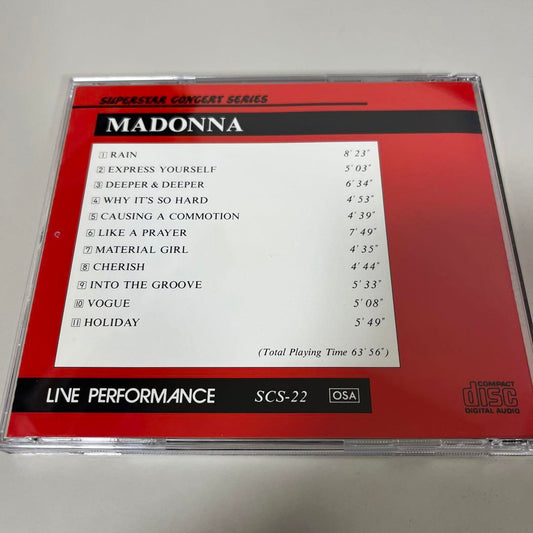 SUPERSTAR CONCERT SERIES
MADONNA
1 RAIN 8' 23"
2 EXPRESS YOURSELF 5' 03"
3 DEEPER & DEEPER 6' 34"
4 WHY IT'S SO HARD 4' 53"
5 CAUSING A COMMOTION 4' 39"
6 LIKE A PRAYER 7' 49"
7 MATERIAL GIRL 4' 35"
8 CHERISH 4' 44"
9 INTO THE GROOVE 5' 33"
10 VOGUE 5' 08"
11 HOLIDAY 5' 49"
(Total Playing Time 63' 56")
LIVE PERFORMANCE SCS-22 OSA
COMPACT
disc
DIGITAL AUDIO